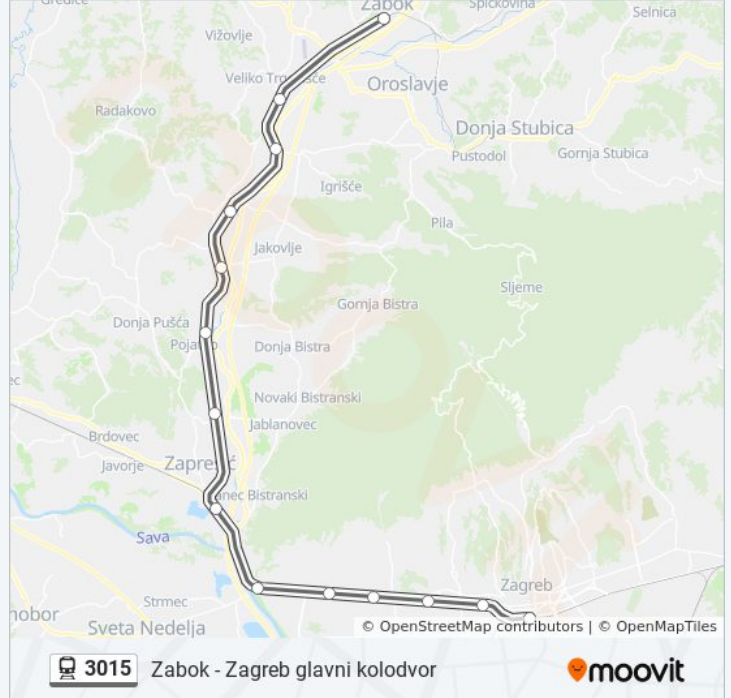 Gredice
Zabok
Špičkovina
Selnica
Vižovlje
Veliko Trgovišće
Oroslavje
Radakovo
Donja Stubica
Pustodol
Gornja Stubica
Igrišće
Pila
Jakovlje
Sljeme
Gornja Bistra
Donja Pušća
Donja Bistra
Novaki Bistranski
Jablanovec
Brdovec
Javorje
Zaprešić
Bistranski
Sava
Zagreb
Strmec
Sveta Nedelja
© OpenStreetMap contributors | © OpenMapTiles
3015 Zabok - Zagreb glavni kolodvor
moovit